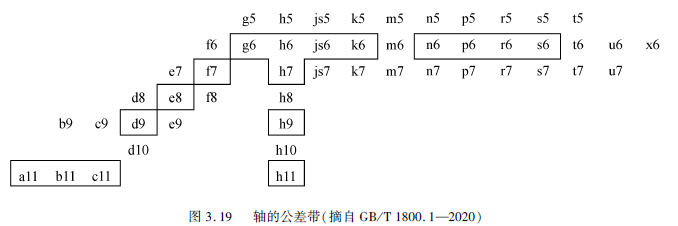 g5 h5 js5 k5 m5 n5 p5 r5 s5 t5
f6 g6 h6 js6 k6 m6 n6 p6 r6 s6 t6 u6 x6
e7 f7 h7 js7 k7 m7 n7 p7 r7 s7 t7 u7
d8 e8 f8 h8
b9 c9 d9 e9 h9
d10 h10
a11 b11 c11 h11
图 3.19 轴的公差带(摘自 GB/T 1800.1—2020)